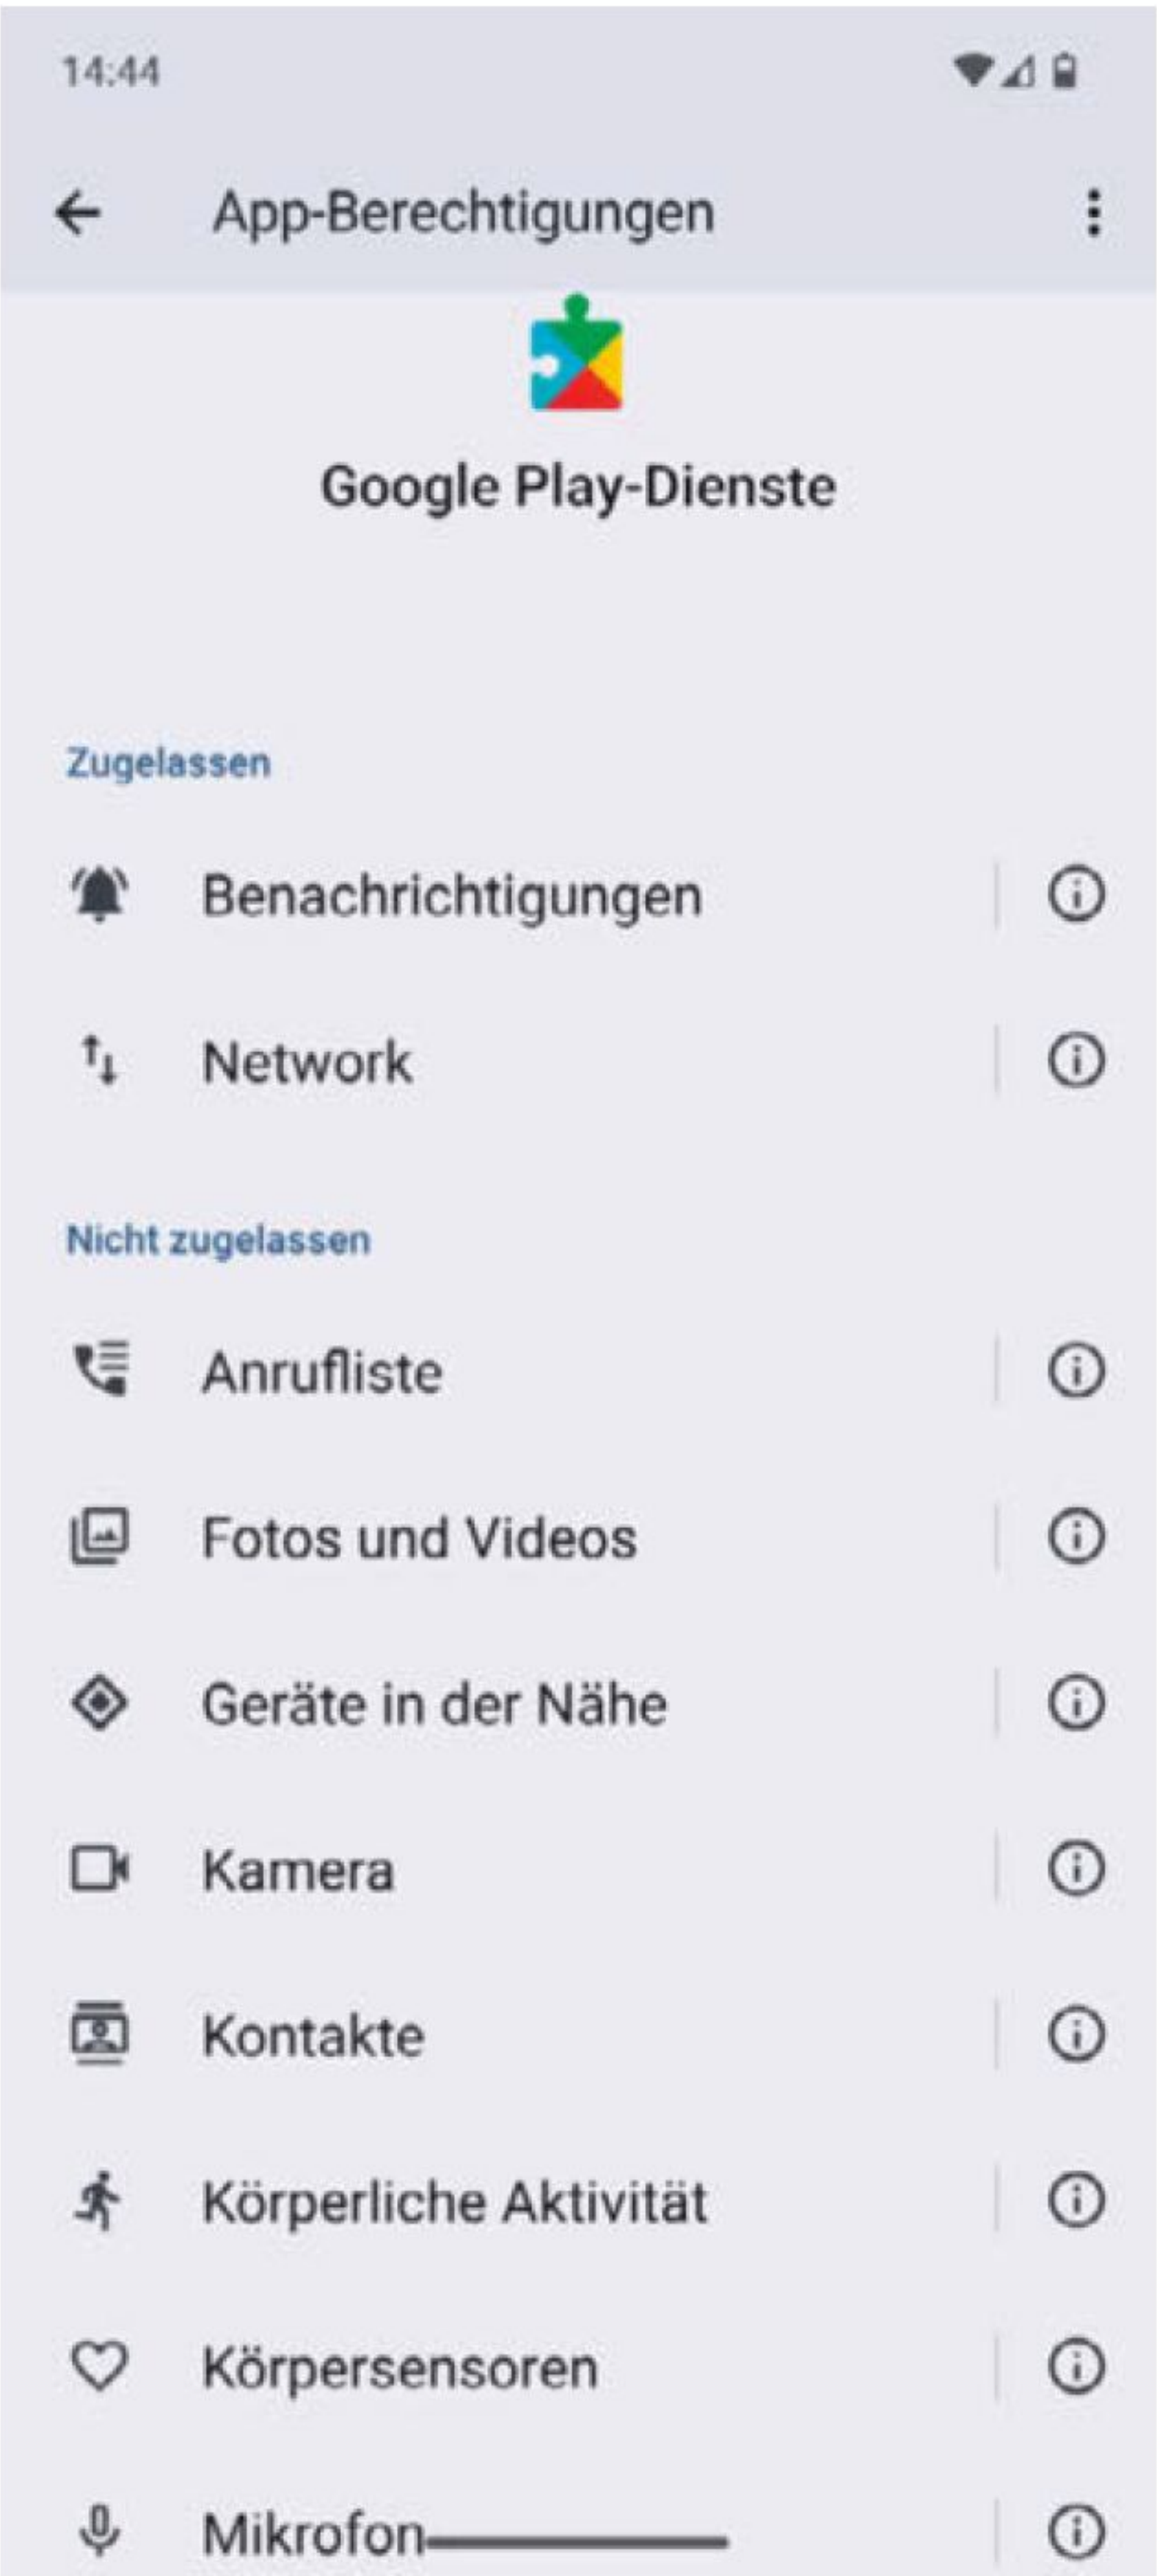 14:44
App-Berechtigungen
Google Play-Dienste
Zugelassen
Benachrichtigungen
Network
Nicht zugelassen
Anrufliste
Fotos und Videos
Geräte in der Nähe
Kamera
Kontakte
Körperliche Aktivität
Körpersensoren
Mikrofon